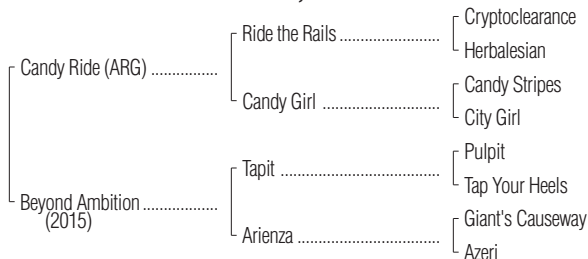 Cryptoclearance
Ride the Rails ........................
Herbalesian
Candy Ride (ARG) ................
Candy Stripes
Candy Girl .............................
City Girl
Pulpit
Tapit ......................................
Tap Your Heels
Beyond Ambition ..................
(2015)
Giant's Causeway
Arienza ..................................
Azeri